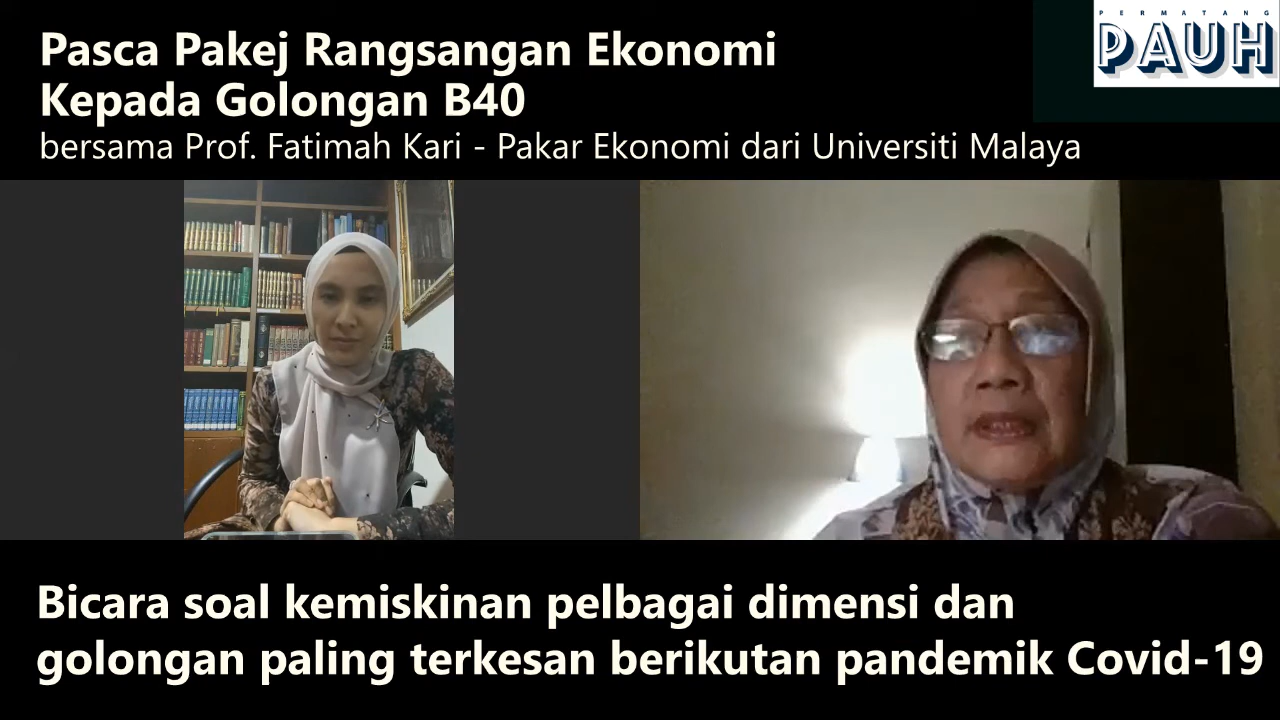 Pasca Pakej Rangsangan Ekonomi
Kepada Golongan B40
bersama Prof. Fatimah Kari - Pakar Ekonomi dari Universiti Malaya
PERMATANG
PAUH
Bicara soal kemiskinan pelbagai dimensi dan
golongan paling terkesan berikutan pandemik Covid-19